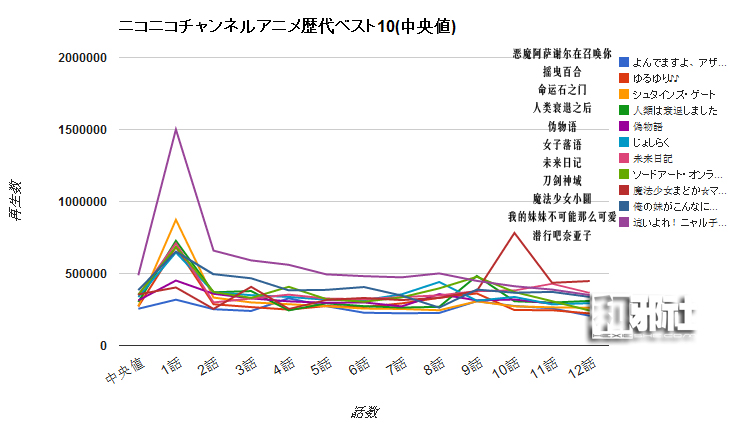 ニコニコチャンネルアニメ歴代ベスト10(中央値)
再生数
2000000
1500000
1000000
500000
0
中央値
1話
2話
3話
4話
5話
6話
7話
8話
9話
10話
11話
12話
話数
恶魔阿萨谢尔在召唤你
摇曳百合
命运石之门
人类衰退之后
伪物语
女子落语
未来日记
刀剑神域
魔法少女小圆
我的妹妹不可能那么可爱
潜行吧奈亚子
よんでますよ、アザ...
ゆるゆり♪♪
シュタインズ・ゲート
人類は衰退しました
偽物語
じょしらく
未来日記
ソードアート・オンラ...
魔法少女まどか☆マ...
俺の妹がこんなに...
這いよれ！ニャルチ...